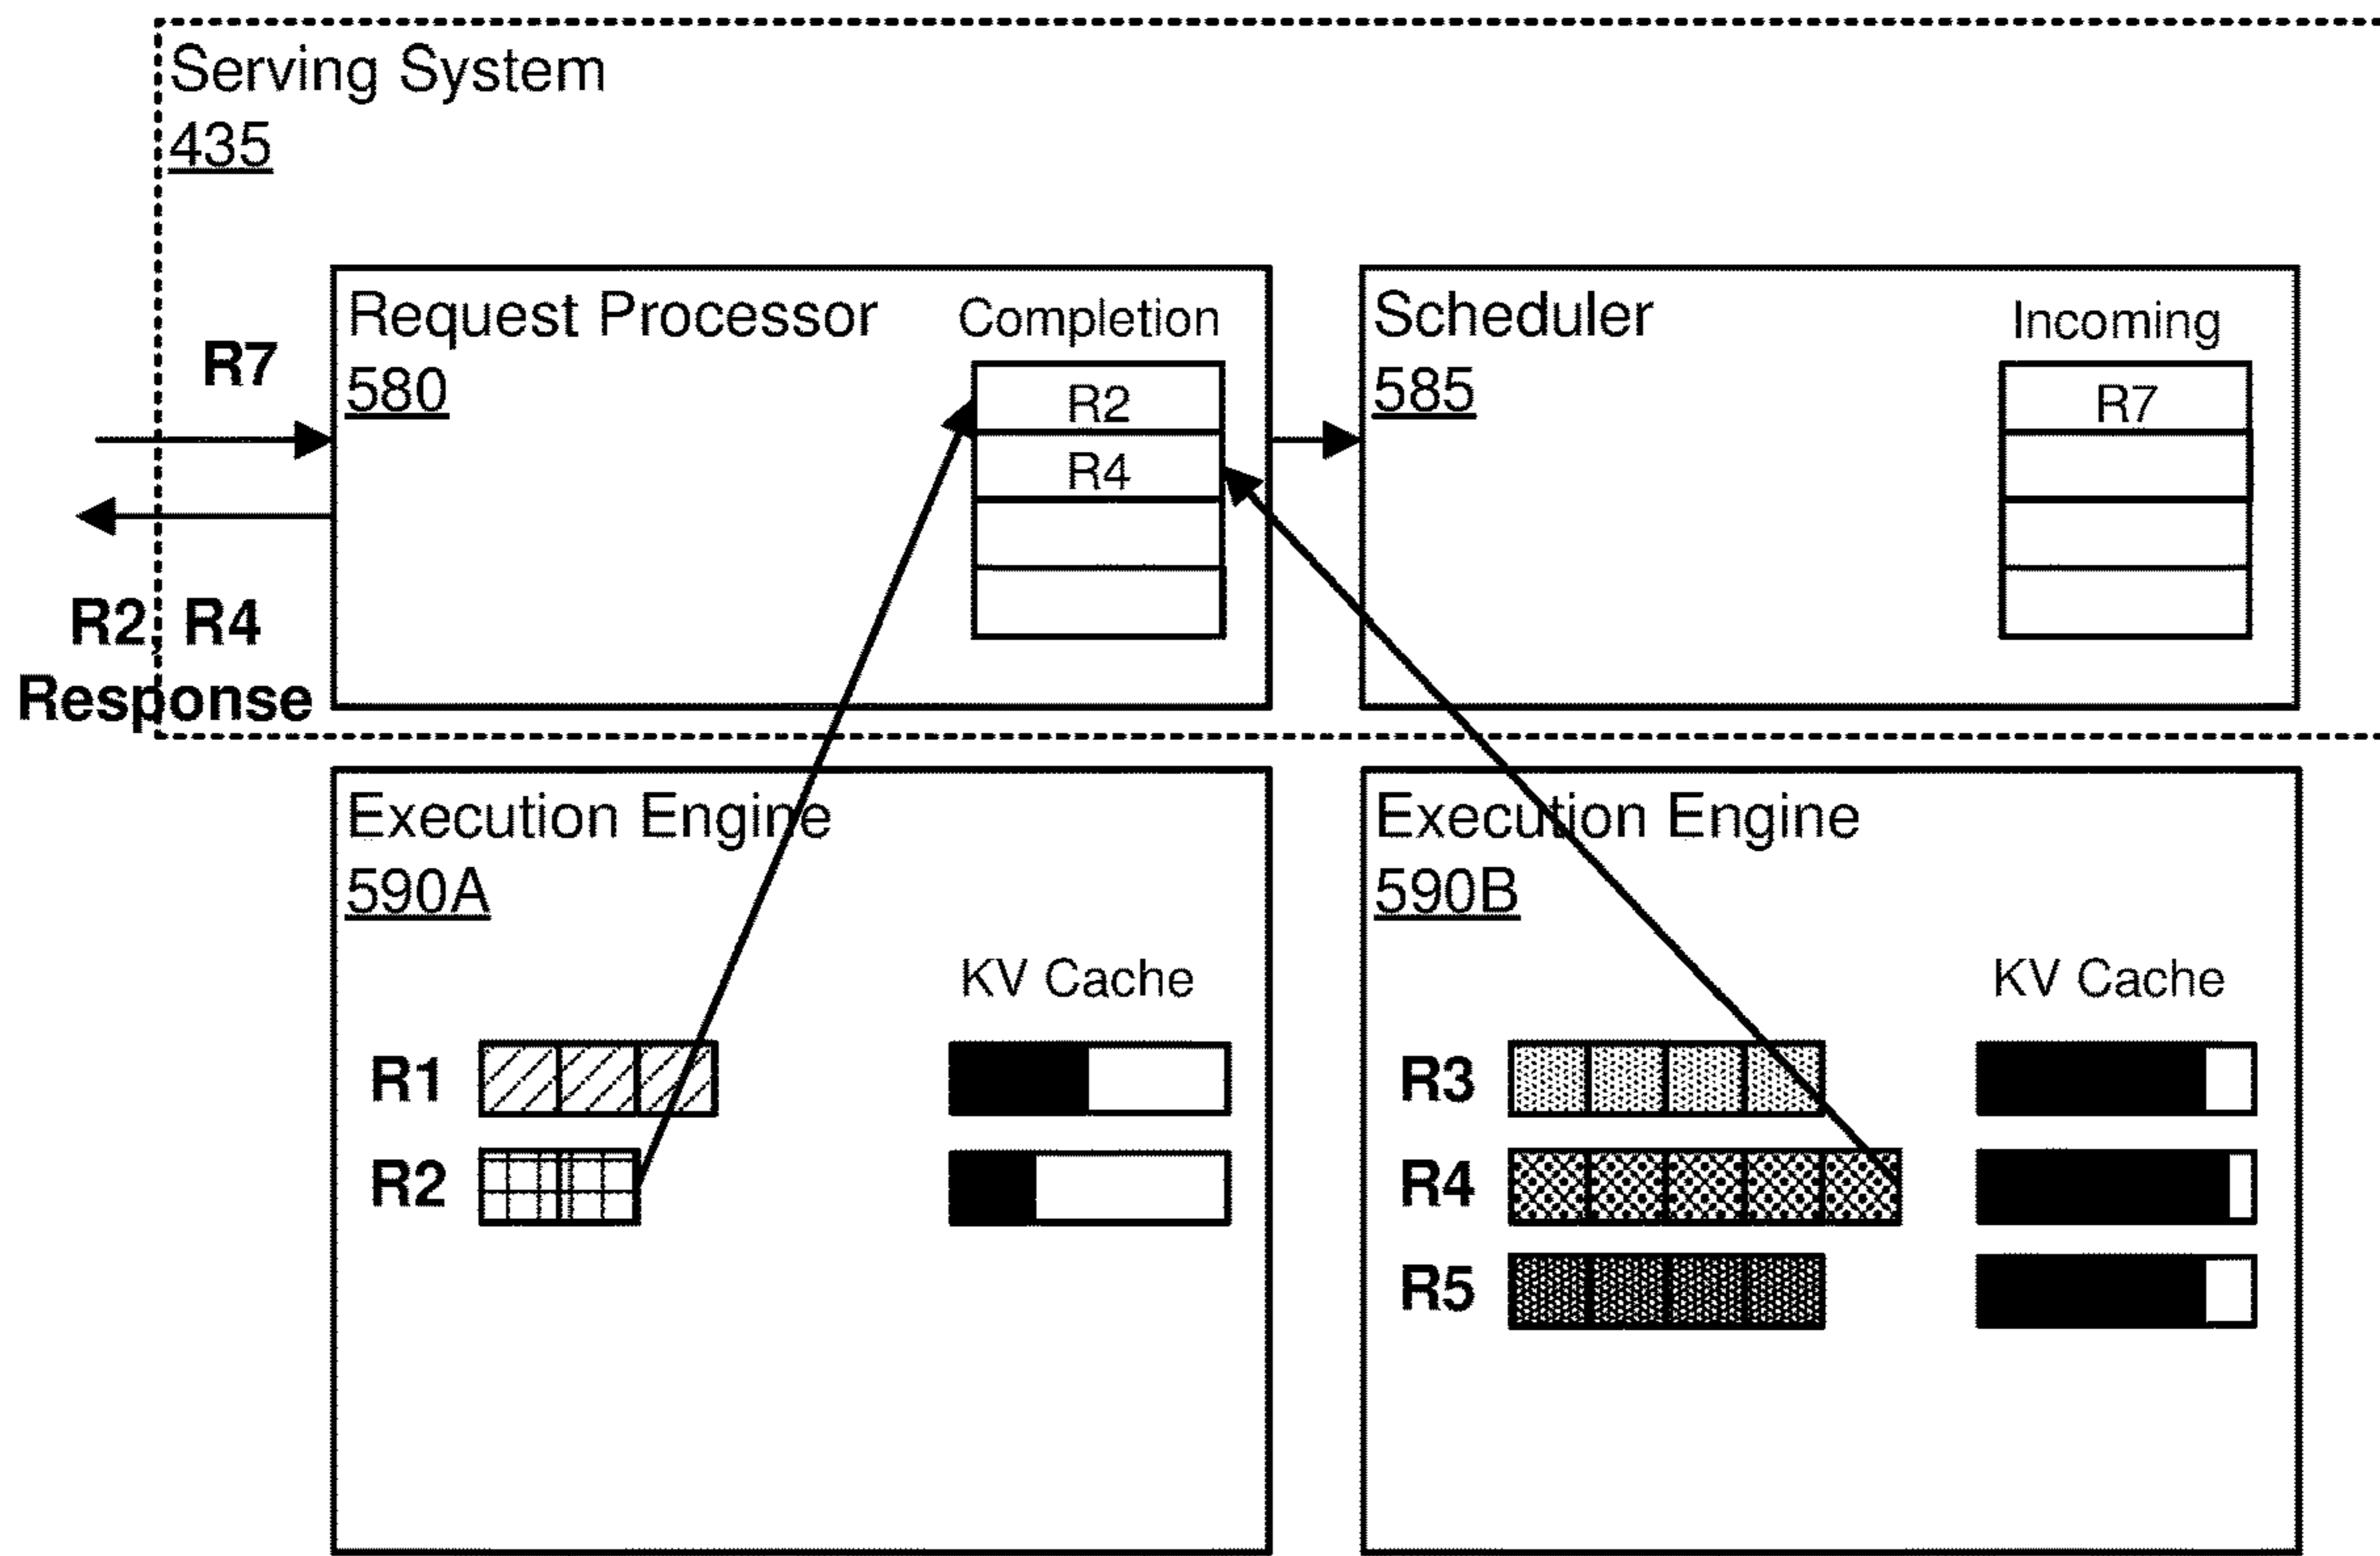 Serving System
435
Request Processor
580
Completion
R2
R4
Scheduler
585
Incoming
R7
R7
R2, R4
Response
Execution Engine
590A
KV Cache
R1
R2
Execution Engine
590B
KV Cache
R3
R4
R5